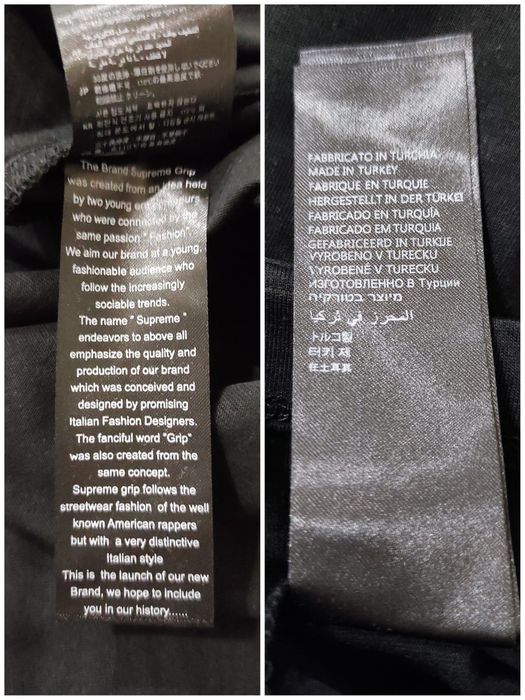 JP
KR
The Brand Supreme Grip
was created from an idea held
by two young entrepreneurs
who were connected by the
same passion " Fashion".
We aim our brand at a young,
fashionable audience who
follow the increasingly
sociable trends.
The name " Supreme "
endeavors to above all
emphasize the quality and
production of our brand
which was conceived and
designed by promising
Italian Fashion Designers.
The fanciful word "Grip"
was also created from the
same concept.
Supreme grip follows the
streetwear fashion of the well
known American rappers
but with a very distinctive
Italian style
This is the launch of our new
Brand, we hope to include
you in our history......
FABBRICATO IN TURCHIA
MADE IN TURKEY
FABRIQUE EN TURQUIE
HERGESTELLT IN DER TÜRKEI
FABRICADO EN TURQUÍA
FABRICADO EM TURQUIA
GEFABRICEERD IN TURKIJE
VYROBENO V TURECKU
VYROBENÉ V TURECKU
ИЗГОТОВЛЕННО В Турции
מיוצר בטורקיה
المحرز في تركيا
トルコ製
터키 제
在土耳其